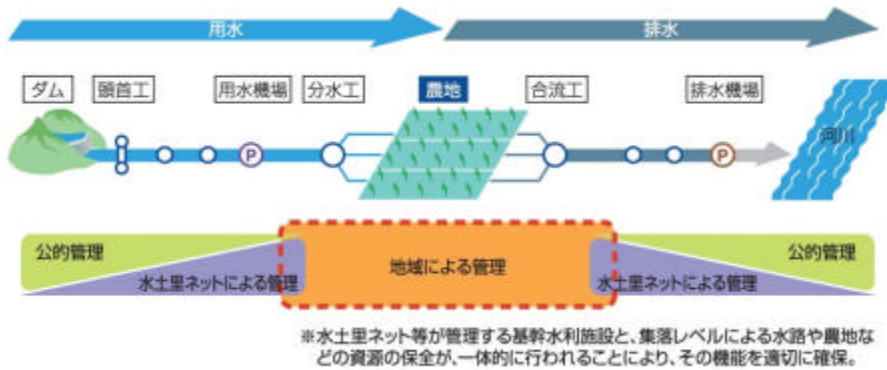 用水
排水
ダム
頭首工
用水機場
分水工
農地
合流工
排水機場
P
P
河川
公的管理
水土里ネットによる管理
地域による管理
水土里ネットによる管理
公的管理
※水土里ネット等が管理する基幹水利施設と、集落レベルによる水路や農地な
どの資源の保全が、一体的に行われることにより、その機能を適切に確保。